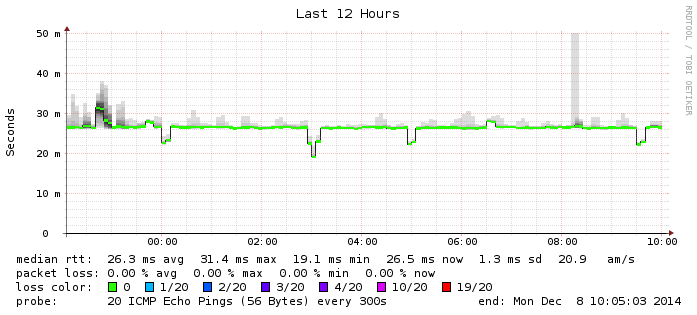 Last 12 Hours
RRDTOOL / TOBI OETIKER
Seconds
50 m
40 m
30 m
20 m
10 m
0
00:00 02:00 04:00 06:00 08:00 10:00
median rtt: 26.3 ms avg 31.4 ms max 19.1 ms min 26.5 ms now 1.3 ms sd 20.9 am/s
packet loss: 0.00 % avg 0.00 % max 0.00 % min 0.00 % now
loss color: 0 1/20 2/20 3/20 4/20 10/20 19/20
probe: 20 ICMP Echo Pings (56 Bytes) every 300s end: Mon Dec 8 10:05:03 2014